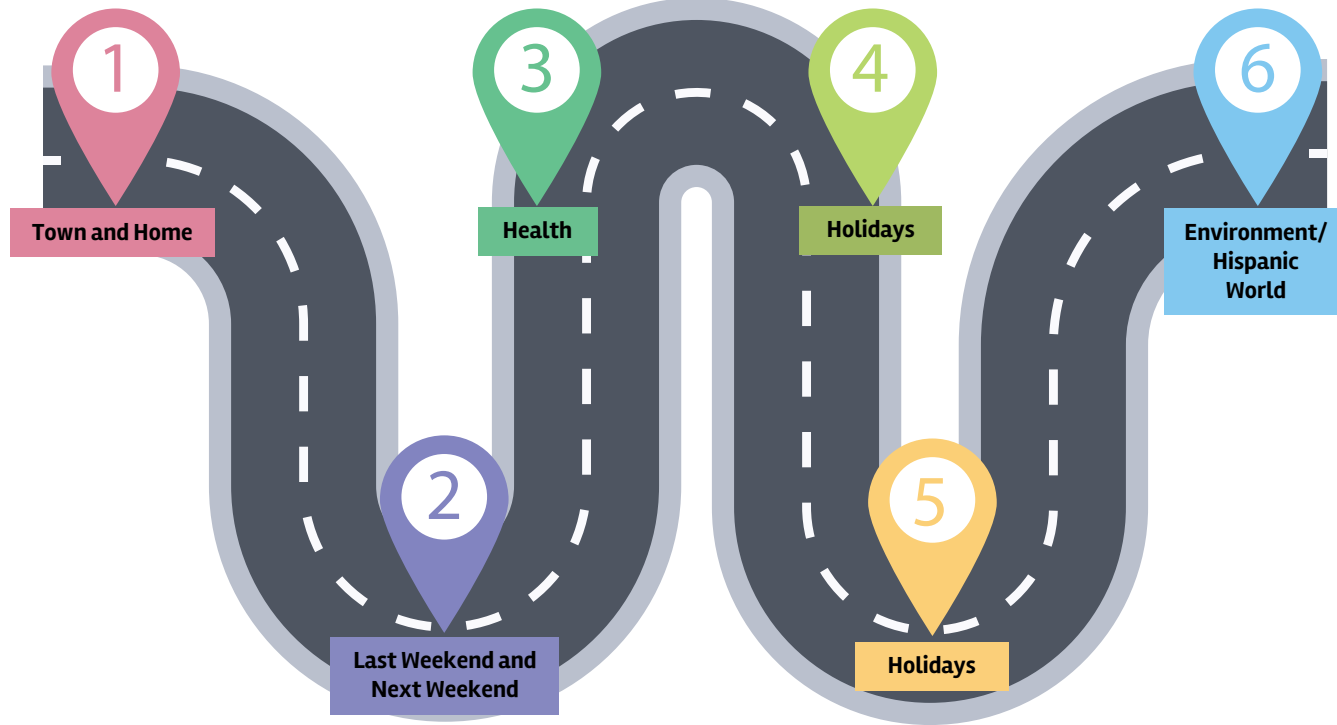 1
Town and Home
2
Last Weekend and
Next Weekend
3
Health
4
Holidays
5
Holidays
6
Environment/
Hispanic
World